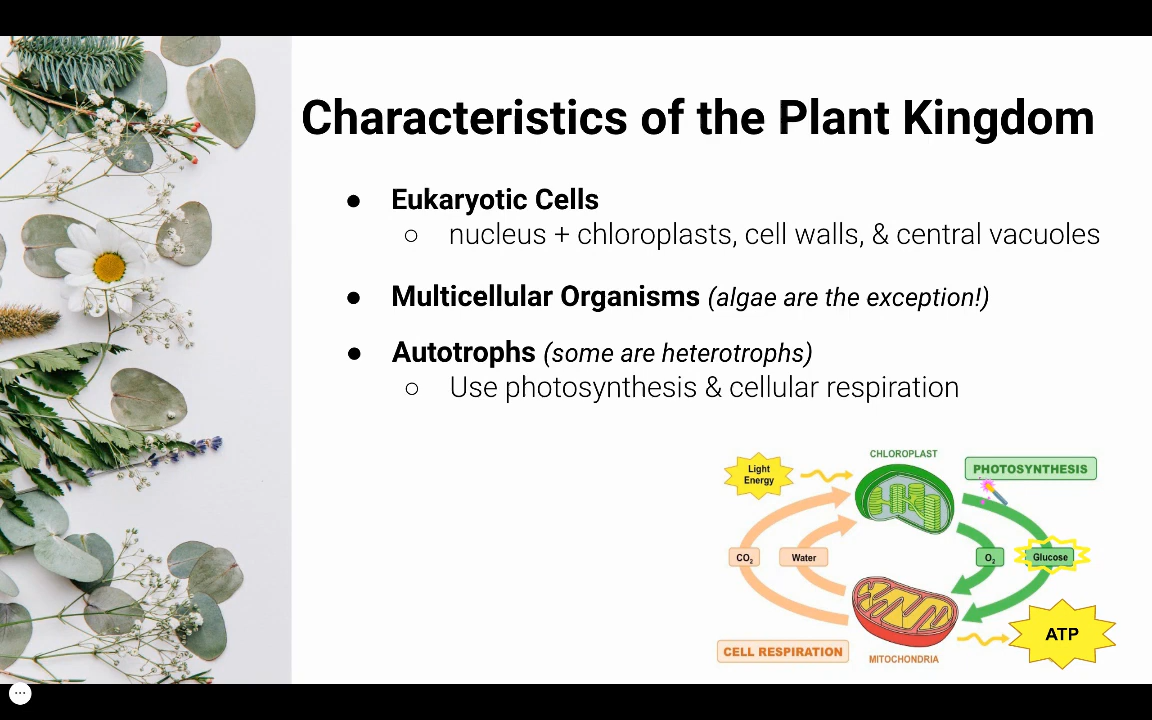 Characteristics of the Plant Kingdom
● Eukaryotic Cells
○ nucleus + chloroplasts, cell walls, & central vacuoles
● Multicellular Organisms (algae are the exception!)
● Autotrophs (some are heterotrophs)
○ Use photosynthesis & cellular respiration
CHLOROPLAST
Light
Energy
PHOTOSYNTHESIS
CO₂
Water
O₂
Glucose
ATP
CELL RESPIRATION
MITOCHONDRIA